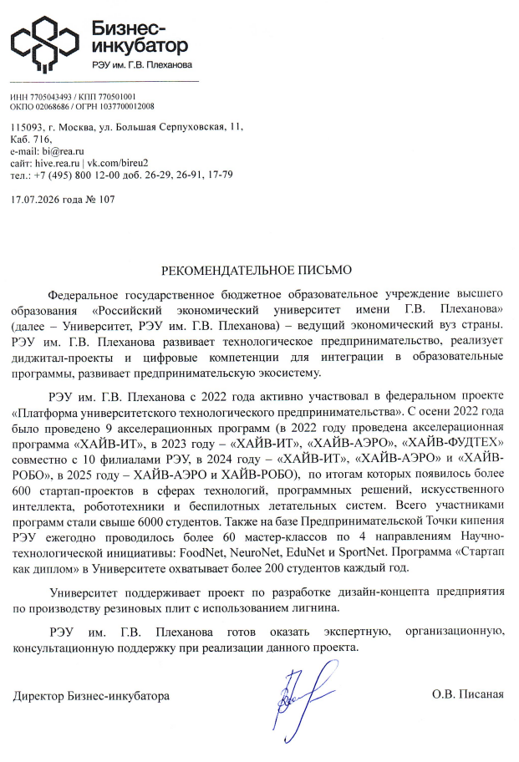 Бизнес-
инкубатор
РЭУ им. Г.В. Плеханова
ИНН 7705043493 / КПП 770501001
ОКПО 02068686 / ОГРН 1037700012008
115093, г. Москва, ул. Большая Серпуховская, 11,
Каб. 716,
e-mail: bi@rea.ru
сайт: hive.rea.ru | vk.com/bireu2
тел.: +7 (495) 800 12-00 доб. 26-29, 26-91, 17-79
17.07.2026 года № 107
РЕКОМЕНДАТЕЛЬНОЕ ПИСЬМО
Федеральное государственное бюджетное образовательное учреждение высшего
образования «Российский экономический университет имени Г.В. Плеханова»
(далее – Университет, РЭУ им. Г.В. Плеханова) – ведущий экономический вуз страны.
РЭУ им. Г.В. Плеханова развивает технологическое предпринимательство, реализует
диджитал-проекты и цифровые компетенции для интеграции в образовательные
программы, развивает предпринимательскую экосистему.
РЭУ им. Г.В. Плеханова с 2022 года активно участвовал в федеральном проекте
«Платформа университетского технологического предпринимательства». С осени 2022 года
было проведено 9 акселерационных программ (в 2022 году проведена акселерационная
программа «ХАЙВ-ИТ», в 2023 году – «ХАЙВ-ИТ», «ХАЙВ-АЭРО», «ХАЙВ-ФУДТЕХ»
совместно с 10 филиалами РЭУ, в 2024 году – «ХАЙВ-ИТ», «ХАЙВ-АЭРО» и «ХАЙВ-
РОБО», в 2025 году – ХАЙВ-АЭРО и ХАЙВ-РОБО), по итогам которых появилось более
600 стартап-проектов в сферах технологий, программных решений, искусственного
интеллекта, робототехники и беспилотных летательных систем. Всего участниками
программ стали свыше 6000 студентов. Также на базе Предпринимательской Точки кипения
РЭУ ежегодно проводилось более 60 мастер-классов по 4 направлениям Научно-
технологической инициативы: FoodNet, NeuroNet, EduNet и SportNet. Программа «Стартап
как диплом» в Университете охватывает более 200 студентов каждый год.
Университет поддерживает проект по разработке дизайн-концепта предприятия
по производству резиновых плит с использованием лигнина.
РЭУ им. Г.В. Плеханова готов оказать экспертную, организационную,
консультационную поддержку при реализации данного проекта.
Директор Бизнес-инкубатора
О.В. Писаная